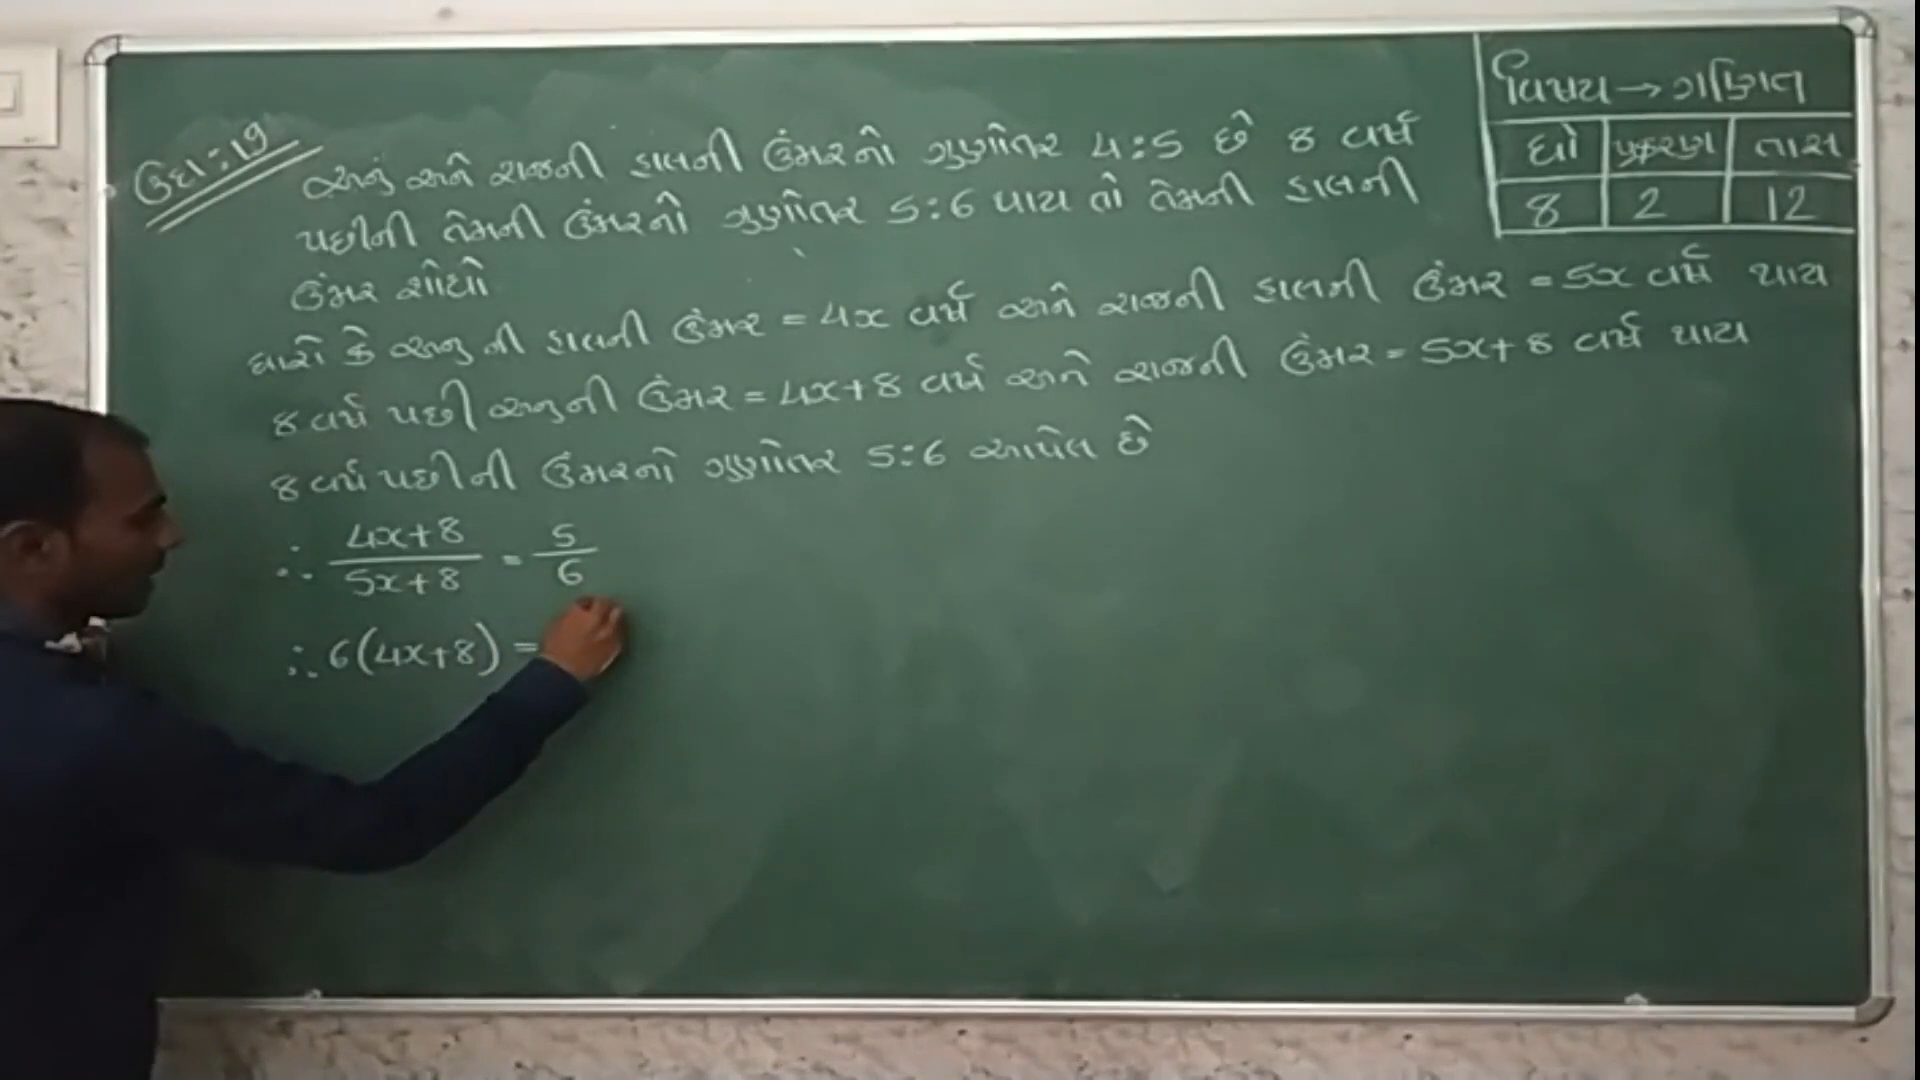 વિષય → ગણિત
ધો પ્રકરણ તાસ
8 2 12
ઉદા:19
અનુ અને રાજની હાલની ઉંમરનો ગુણોતર 4:5 છે 8 વર્ષ
પછીની તેમની ઉંમરનો ગુણોતર 5:6 થાય તો તેમની હાલની
ઉંમર શોધો
ધારો કે અનુ ની હાલની ઉંમર = 4x વર્ષ અને રાજની હાલની ઉંમર = 5x વર્ષ થાય
8 વર્ષ પછી અનુની ઉંમર = 4x+8 વર્ષ અને રાજની ઉંમર = 5x+8 વર્ષ થાય
8 વર્ષ પછીની ઉંમરનો ગુણોતર 5:6 આપેલ છે
∴ (4x+8)/(5x+8) = 5/6
∴ 6(4x+8) =